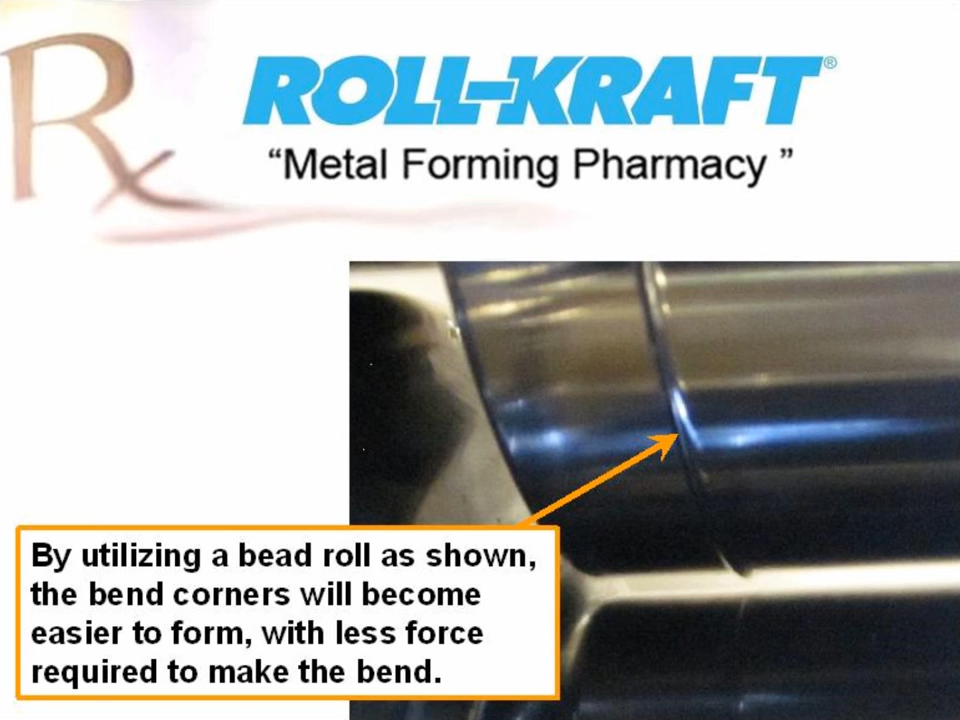 Rx
ROLL-KRAFT®
“Metal Forming Pharmacy ”
By utilizing a bead roll as shown,
the bend corners will become
easier to form, with less force
required to make the bend.